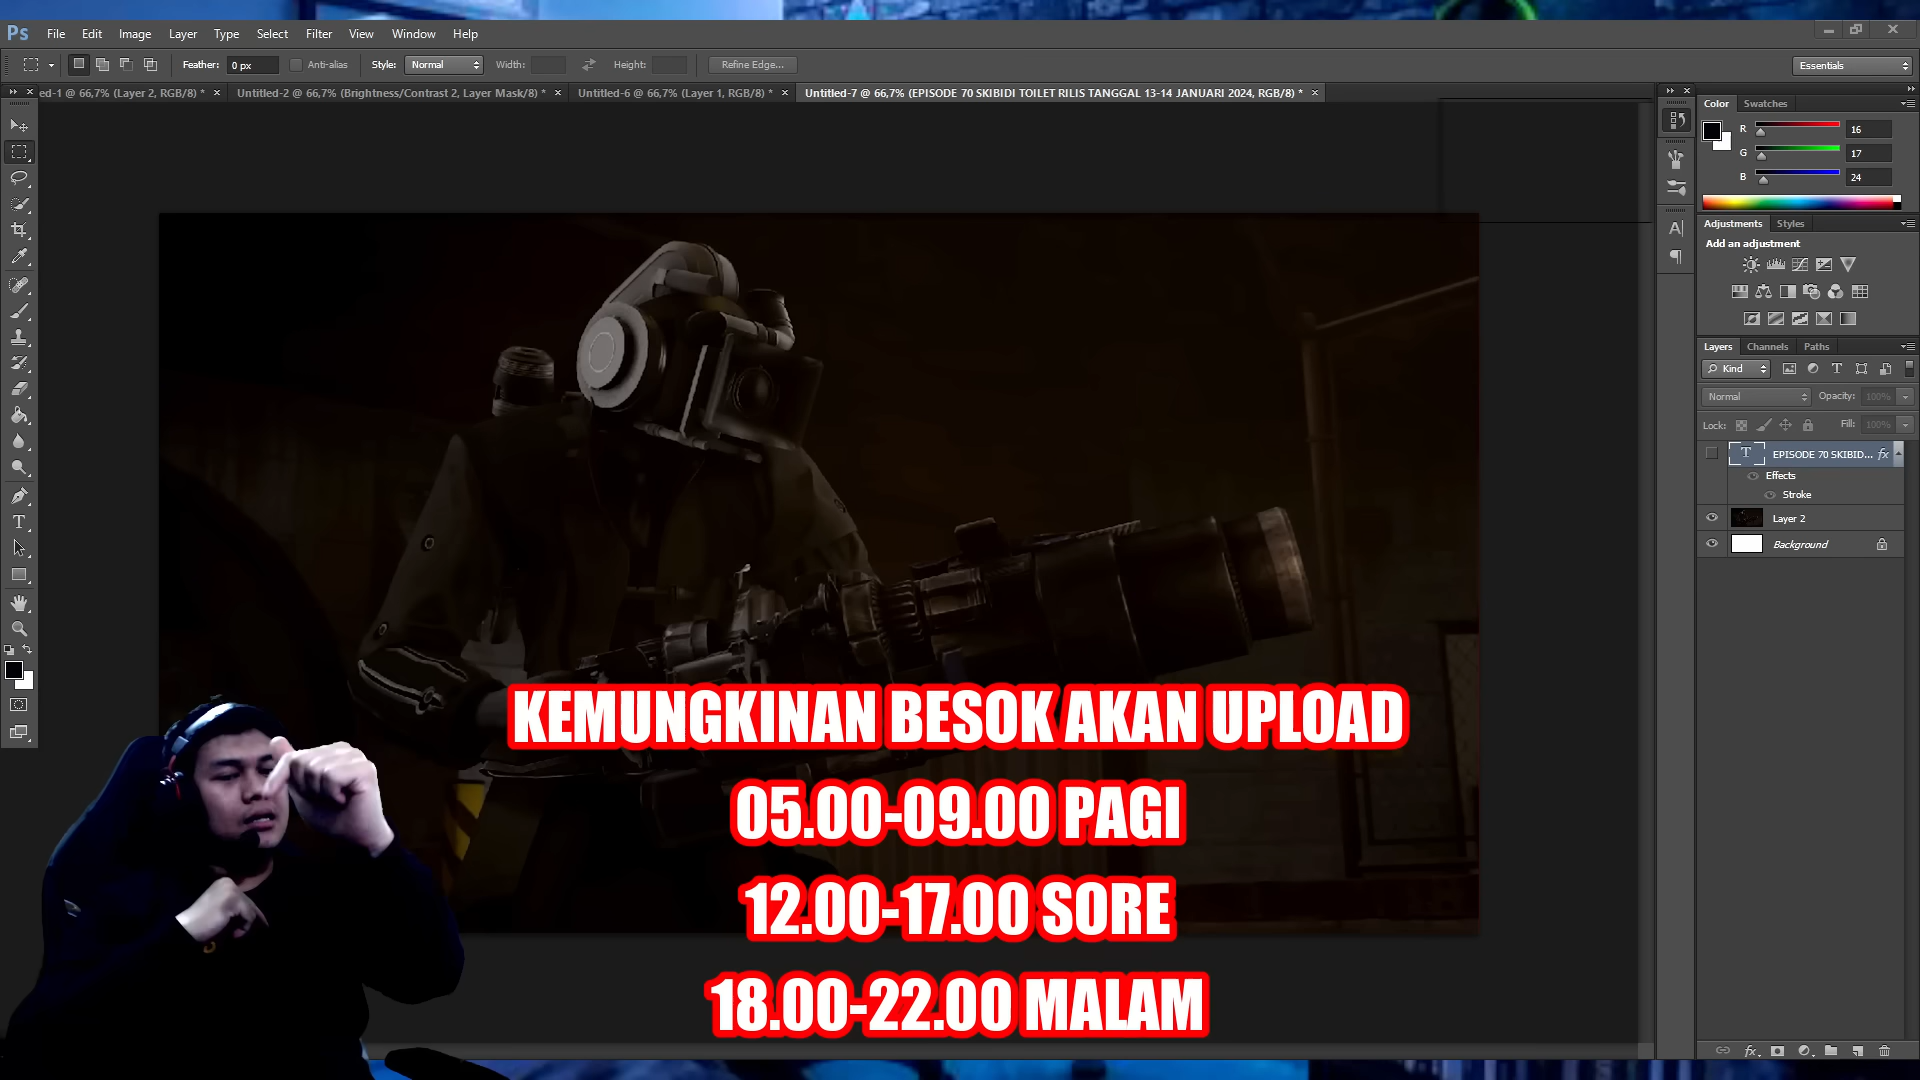 Ps File Edit Image Layer Type Select Filter View Window Help
Feather: 0 px Anti-alias Style: Normal Width: Height: Refine Edge... Essentials
ed-1 @ 66,7% (Layer 2, RGB/8) * Untitled-2 @ 66,7% (Brightness/Contrast 2, Layer Mask/8) * Untitled-6 @ 66,7% (Layer 1, RGB/8) * Untitled-7 @ 66,7% (EPISODE 70 SKIBIDI TOILET RILIS TANGGAL 13-14 JANUARI 2024, RGB/8) *
Color Swatches
R 16
G 17
B 24
Adjustments Styles
Add an adjustment
Layers Channels Paths
Kind
Normal Opacity: 100%
Lock: Fill: 100%
EPISODE 70 SKIBID... fx
Effects
Stroke
Layer 2
Background
KEMUNGKINAN BESOK AKAN UPLOAD
05.00-09.00 PAGI
12.00-17.00 SORE
18.00-22.00 MALAM